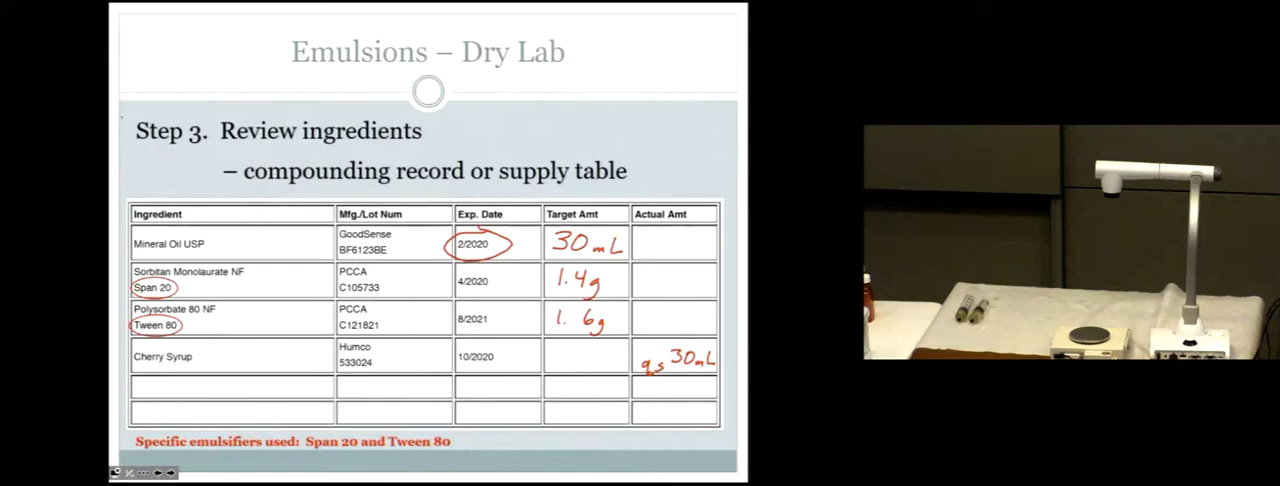 Emulsions – Dry Lab
Step 3. Review ingredients
– compounding record or supply table
Ingredient Mfg./Lot Num Exp. Date Target Amt Actual Amt
Mineral Oil USP GoodSense BF6123BE 2/2020 30 mL
Sorbitan Monolaurate NF Span 20 PCCA C105733 4/2020 1.4g
Polysorbate 80 NF Tween 80 PCCA C121821 8/2021 1.6g
Cherry Syrup Humco 533024 10/2020 qs 30mL
Specific emulsifiers used: Span 20 and Tween 80